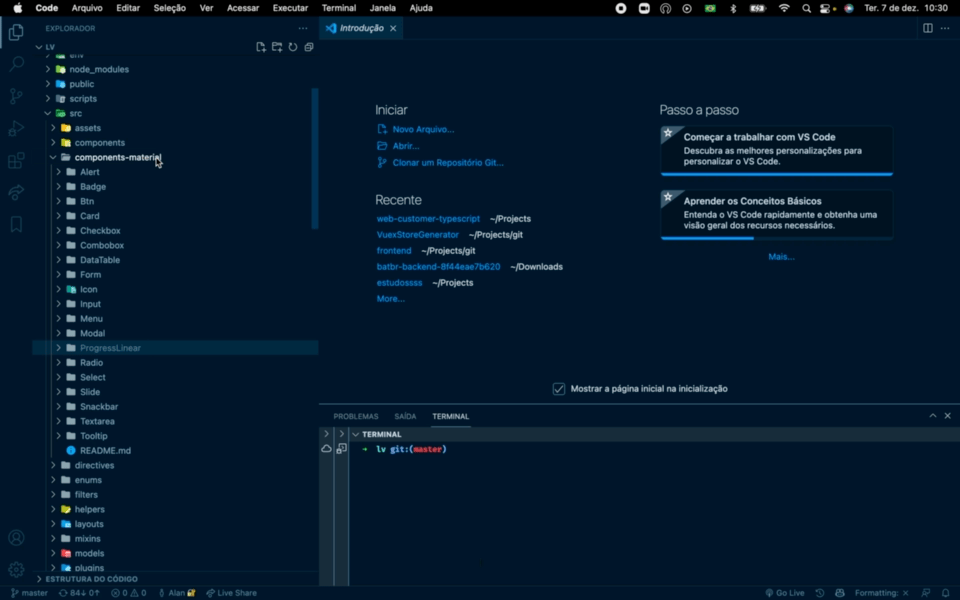 Code Arquivo Editar Seleção Ver Acessar Executar Terminal Janela Ajuda Ter. 7 de dez. 10:30
EXPLORADOR
Introdução
LV
env
node_modules
public
scripts
src
assets
components
components-material
Alert
Badge
Btn
Card
Checkbox
Combobox
DataTable
Form
Icon
Input
Menu
Modal
ProgressLinear
Radio
Select
Slide
Snackbar
Textarea
Tooltip
README.md
directives
enums
filters
helpers
layouts
mixins
models
plugins
ESTRUTURA DO CÓDIGO
Iniciar
Novo Arquivo...
Abrir...
Clonar um Repositório Git...
Recente
web-customer-typescript ~/Projects
VuexStoreGenerator ~/Projects/git
frontend ~/Projects/git
batbr-backend-8f44eae7b620 ~/Downloads
estudossss ~/Projects
More...
Passo a passo
Começar a trabalhar com VS Code
Descubra as melhores personalizações para
personalizar o VS Code.
Aprender os Conceitos Básicos
Entenda o VS Code rapidamente e obtenha uma
visão geral dos recursos necessários.
Mais...
Mostrar a página inicial na inicialização
PROBLEMAS SAÍDA TERMINAL
TERMINAL
→ lv git:(master)
master 84↓ 0↑ 0 0 Alan Live Share Go Live Formatting: ×